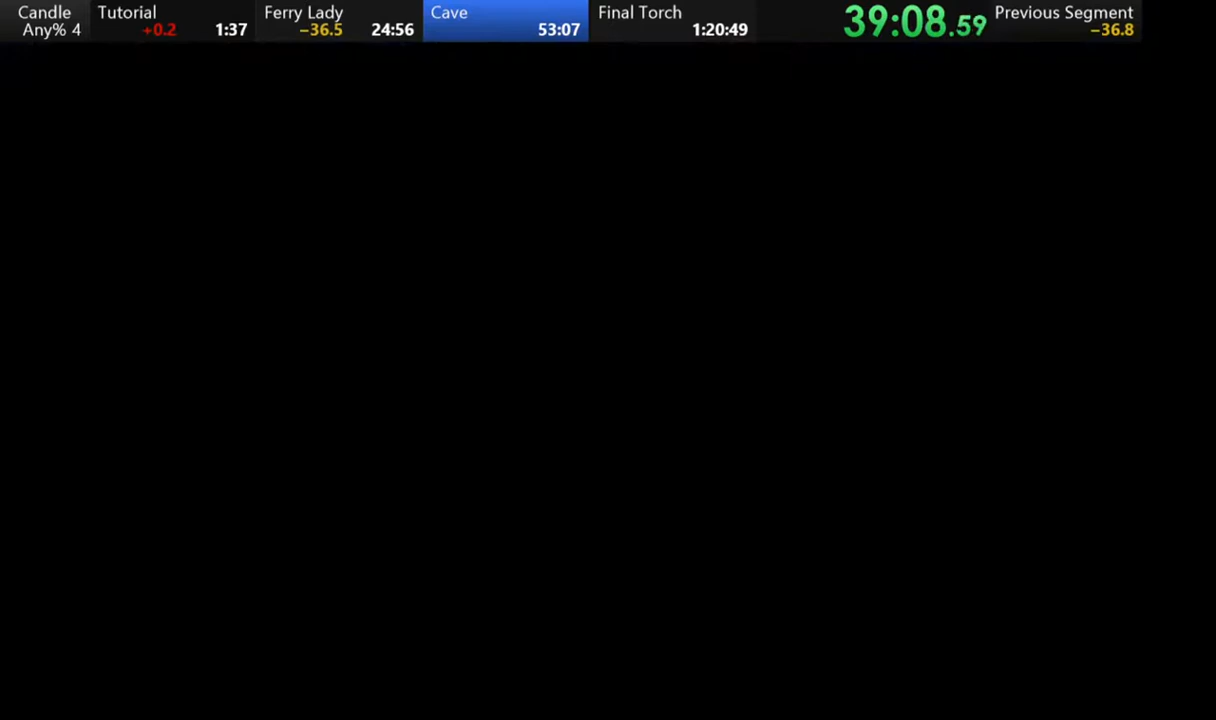 Candle
Any% 4
Tutorial
+0.2 1:37
Ferry Lady
−36.5 24:56
Cave
53:07
Final Torch
1:20:49
39:08.59
Previous Segment
−36.8